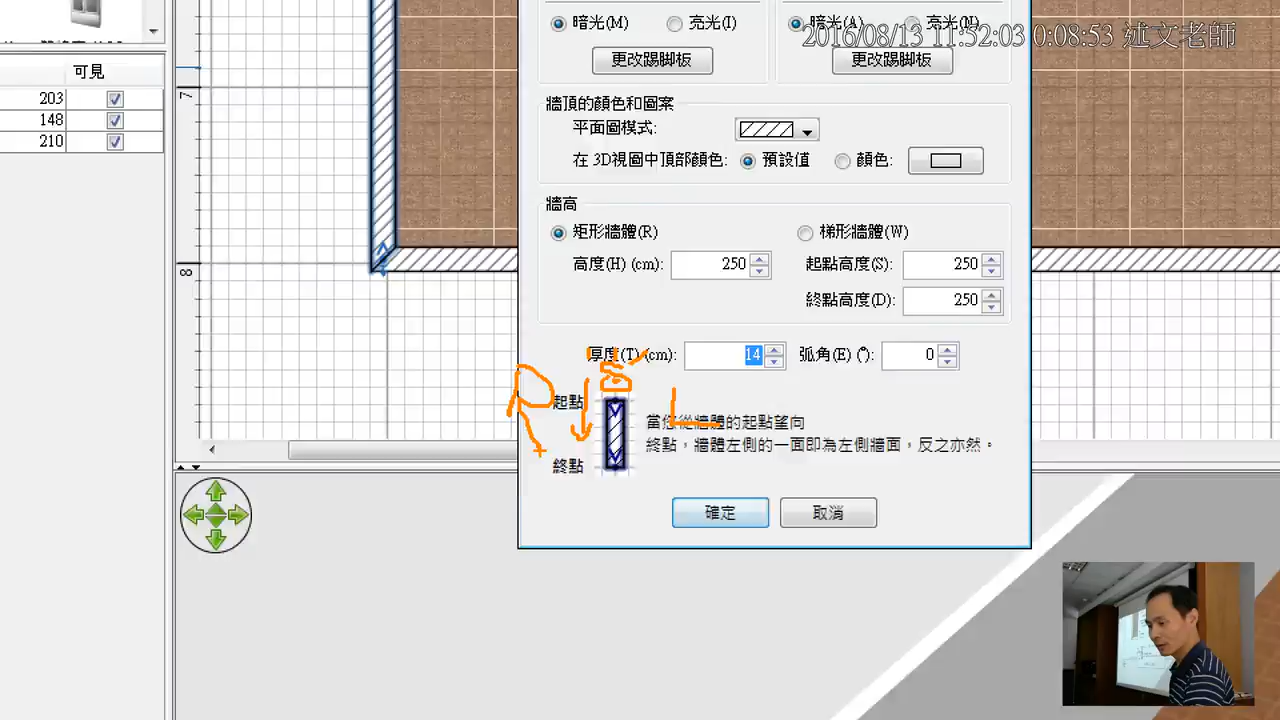 暗光(M) 亮光(I) 暗光(A)
2016/08/13 11:52:03 0:08:53 述文老師
更改踢脚板 更改踢脚板
可見
203
148
210
7
8
牆頂的顏色和圖案
平面圖模式:
在 3D視圖中頂部顏色: 預設值 顏色:
牆高
矩形牆體(R) 梯形牆體(W)
高度(H) (cm): 250 起點高度(S): 250
終點高度(D): 250
厚度(T) (cm): 14 弧角(E) (°): 0
R
L
起點
終點
當您從牆體的起點望向
終點，牆體左側的一面即為左側牆面，反之亦然。
確定 取消